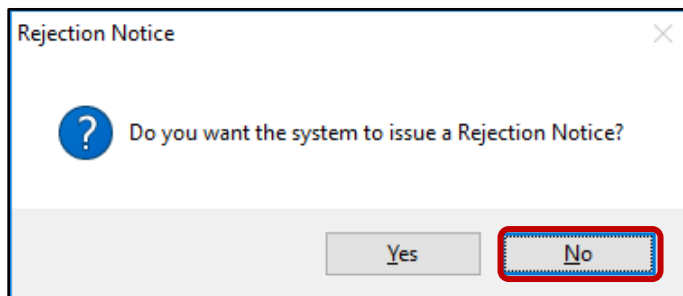 Rejection Notice
Do you want the system to issue a Rejection Notice?
Yes
No